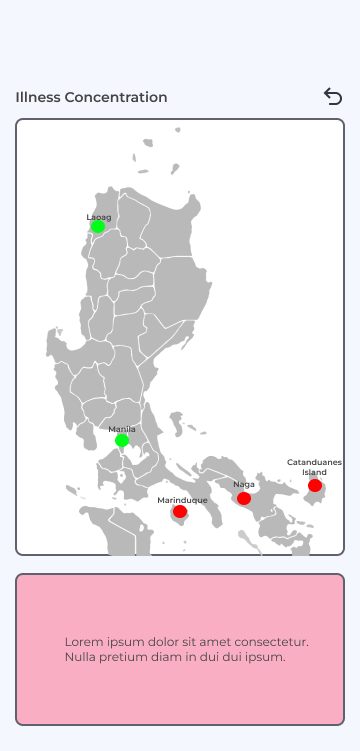 Illness Concentration
Laoag
Manila
Catanduanes
Island
Naga
Marinduque
Lorem ipsum dolor sit amet consectetur.
Nulla pretium diam in dui dui ipsum.